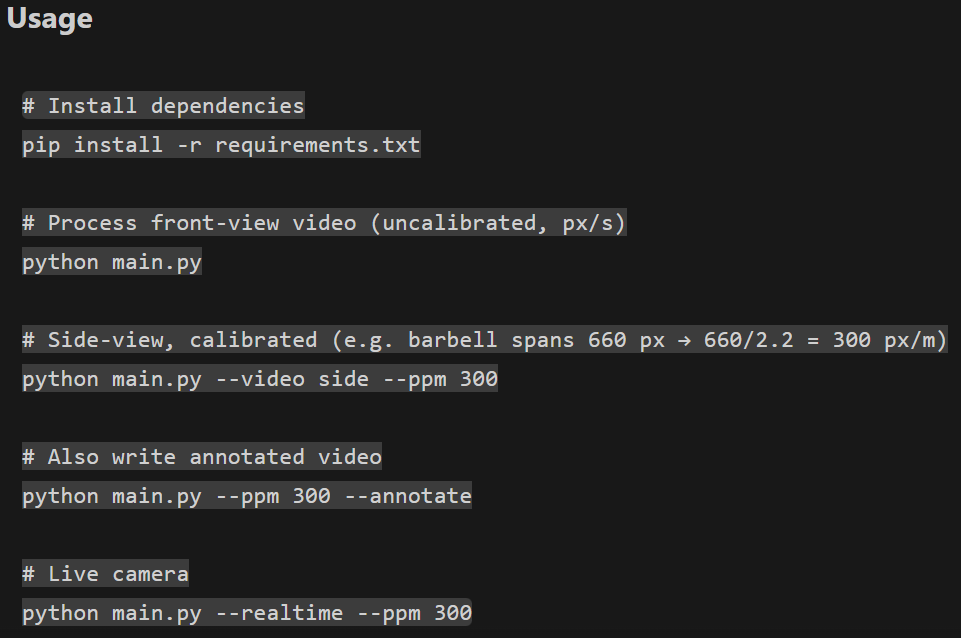 Usage
# Install dependencies
pip install -r requirements.txt
# Process front-view video (uncalibrated, px/s)
python main.py
# Side-view, calibrated (e.g. barbell spans 660 px → 660/2.2 = 300 px/m)
python main.py --video side --ppm 300
# Also write annotated video
python main.py --ppm 300 --annotate
# Live camera
python main.py --realtime --ppm 300